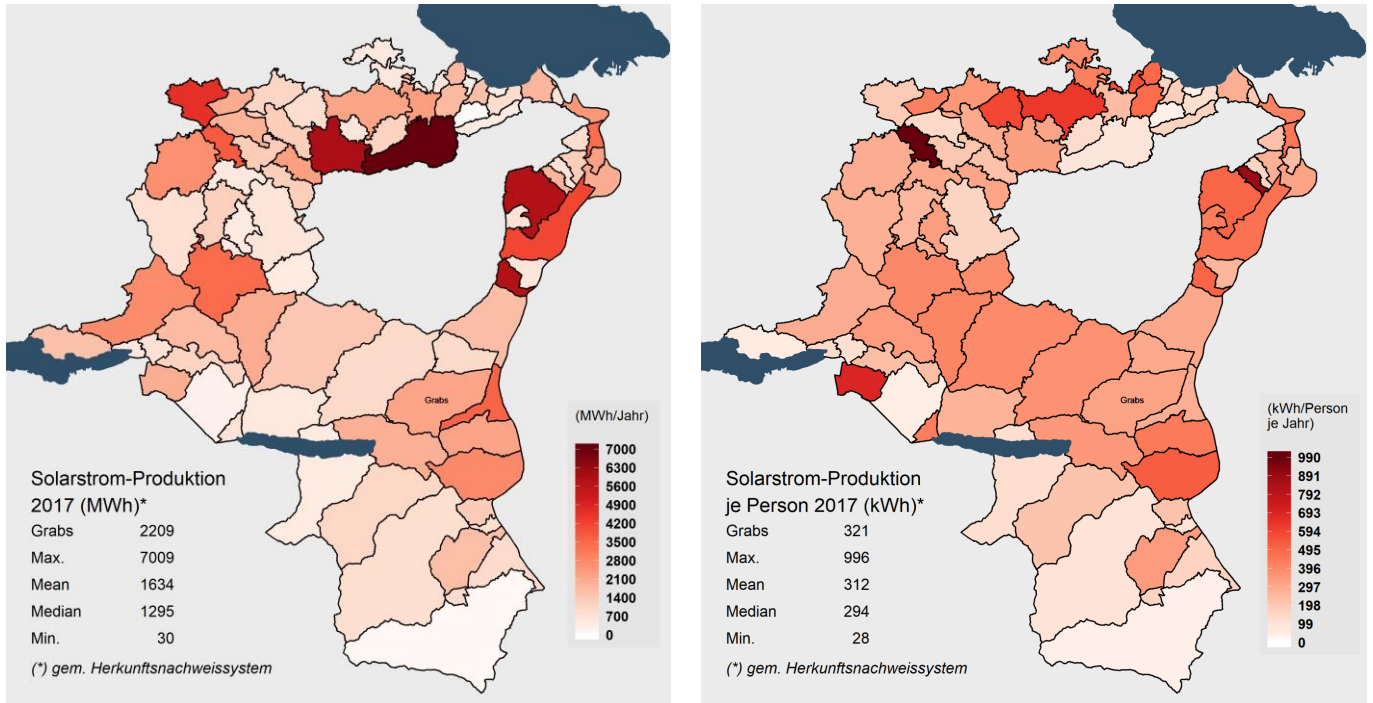 Grabs
(MWh/Jahr)
7000
6300
5600
4900
4200
3500
2800
2100
1400
700
0
Solarstrom-Produktion
2017 (MWh)*
Grabs 2209
Max. 7009
Mean 1634
Median 1295
Min. 30
(*) gem. Herkunftsnachweissystem
Grabs
(kWh/Person
je Jahr)
990
891
792
693
594
495
396
297
198
99
0
Solarstrom-Produktion
je Person 2017 (kWh)*
Grabs 321
Max. 996
Mean 312
Median 294
Min. 28
(*) gem. Herkunftsnachweissystem